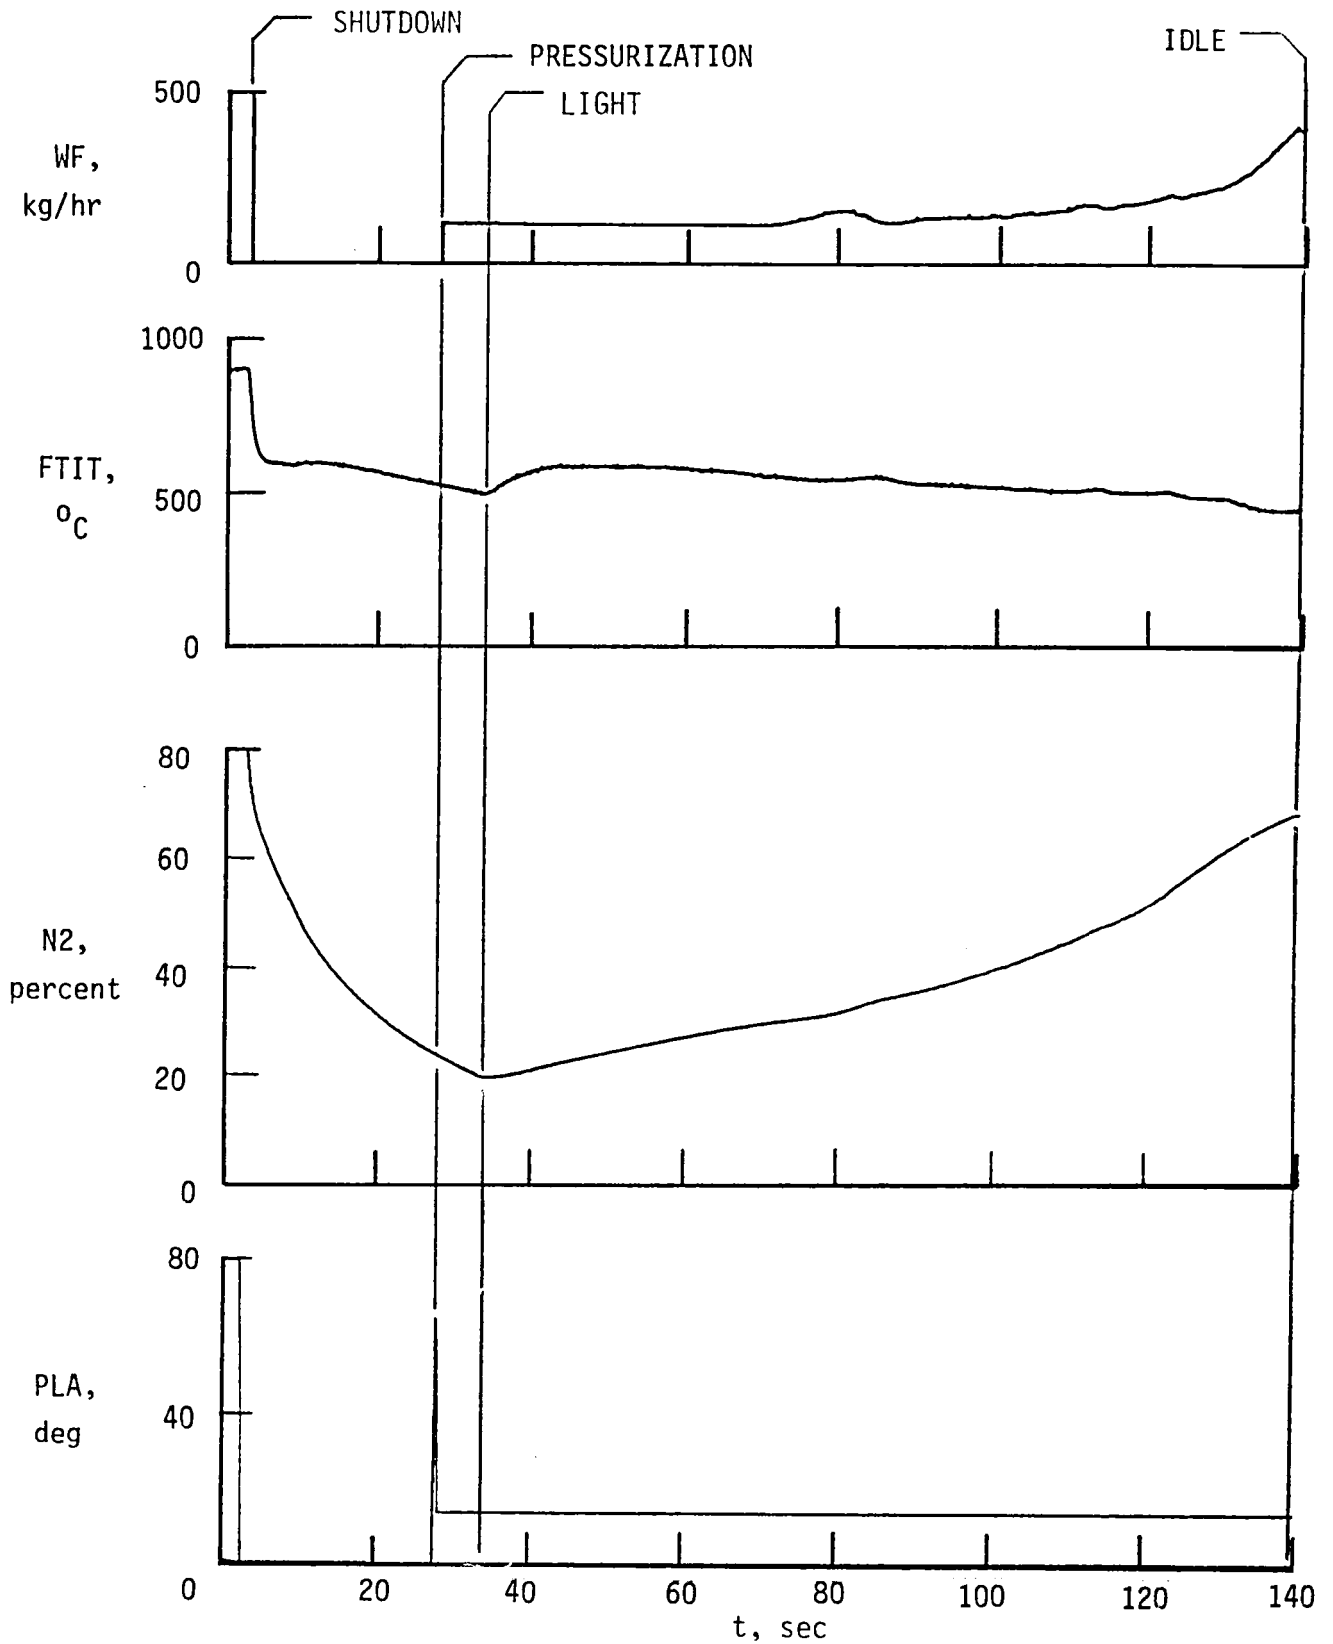 SHUTDOWN
PRESSURIZATION
IDLE
LIGHT
500
WF,
kg/hr
0
1000
FTIT,
500
°C
0
80
60
N2,
40
percent
20
0
80
PLA,
40
deg
0 20 40 60 80 100 120 140
t, sec